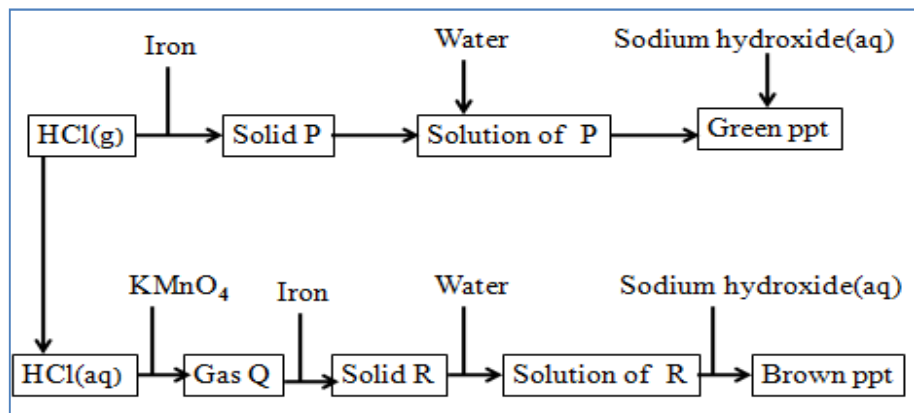 Iron
Water
Sodium hydroxide(aq)
HCl(g)
Solid P
Solution of P
Green ppt
KMnO₄
Iron
Water
Sodium hydroxide(aq)
HCl(aq)
Gas Q
Solid R
Solution of R
Brown ppt